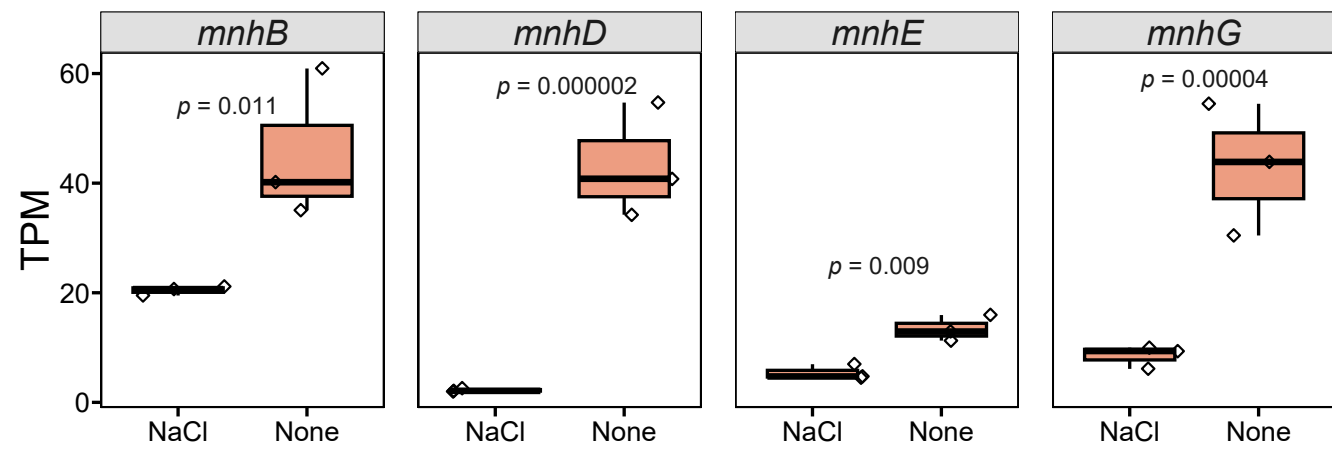 mnhB
mnhD
mnhE
mnhG
TPM
60
40
20
0
p = 0.011
p = 0.000002
p = 0.009
p = 0.00004
NaCl None
NaCl None
NaCl None
NaCl None